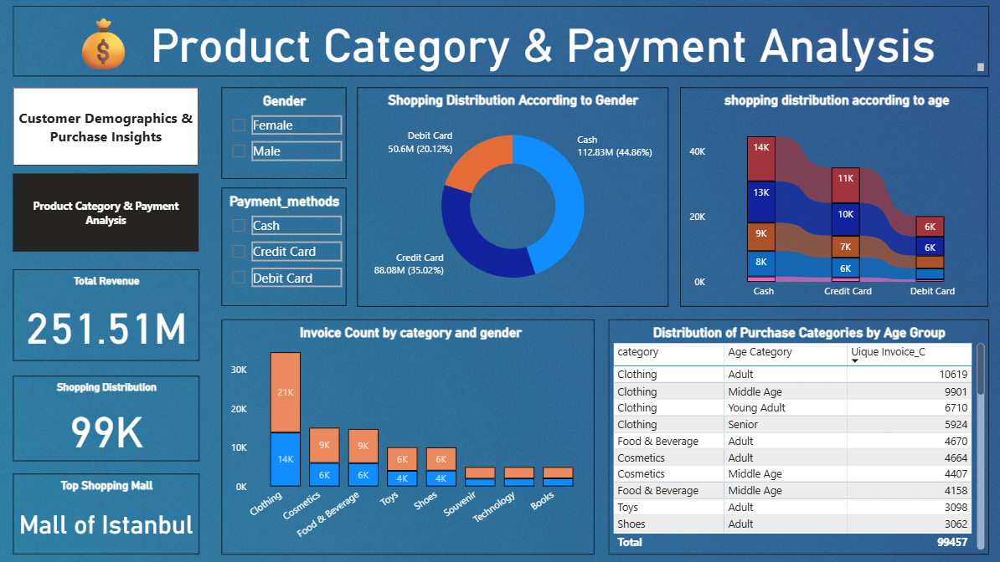 $
Product Category & Payment Analysis
Customer Demographics &
Purchase Insights
Product Category & Payment
Analysis
Total Revenue
251.51M
Shopping Distribution
99K
Top Shopping Mall
Mall of Istanbul
Gender
Female
Male
Payment_methods
Cash
Credit Card
Debit Card
Shopping Distribution According to Gender
Debit Card
50.6M (20.12%)
Cash
112.83M (44.86%)
Credit Card
88.08M (35.02%)
shopping distribution according to age
40K
20K
0K
14K
13K
9K
8K
11K
10K
7K
6K
6K
6K
Cash
Credit Card
Debit Card
Invoice Count by category and gender
30K
20K
10K
0K
21K
14K
9K
6K
9K
6K
6K
4K
6K
4K
Clothing
Cosmetics
Food & Beverage
Toys
Shoes
Souvenir
Technology
Books
Distribution of Purchase Categories by Age Group
category Age Category Uique Invoice_C
Clothing Adult 10619
Clothing Middle Age 9901
Clothing Young Adult 6710
Clothing Senior 5924
Food & Beverage Adult 4670
Cosmetics Adult 4664
Cosmetics Middle Age 4407
Food & Beverage Middle Age 4158
Toys Adult 3098
Shoes Adult 3062
Total 99457